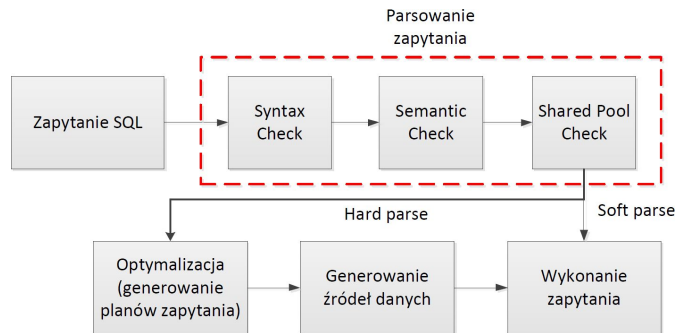 Parsowanie
zapytania
Zapytanie SQL
Syntax
Check
Semantic
Check
Shared Pool
Check
Hard parse
Soft parse
Optymalizacja
(generowanie
planów zapytania)
Generowanie
źródeł danych
Wykonanie
zapytania